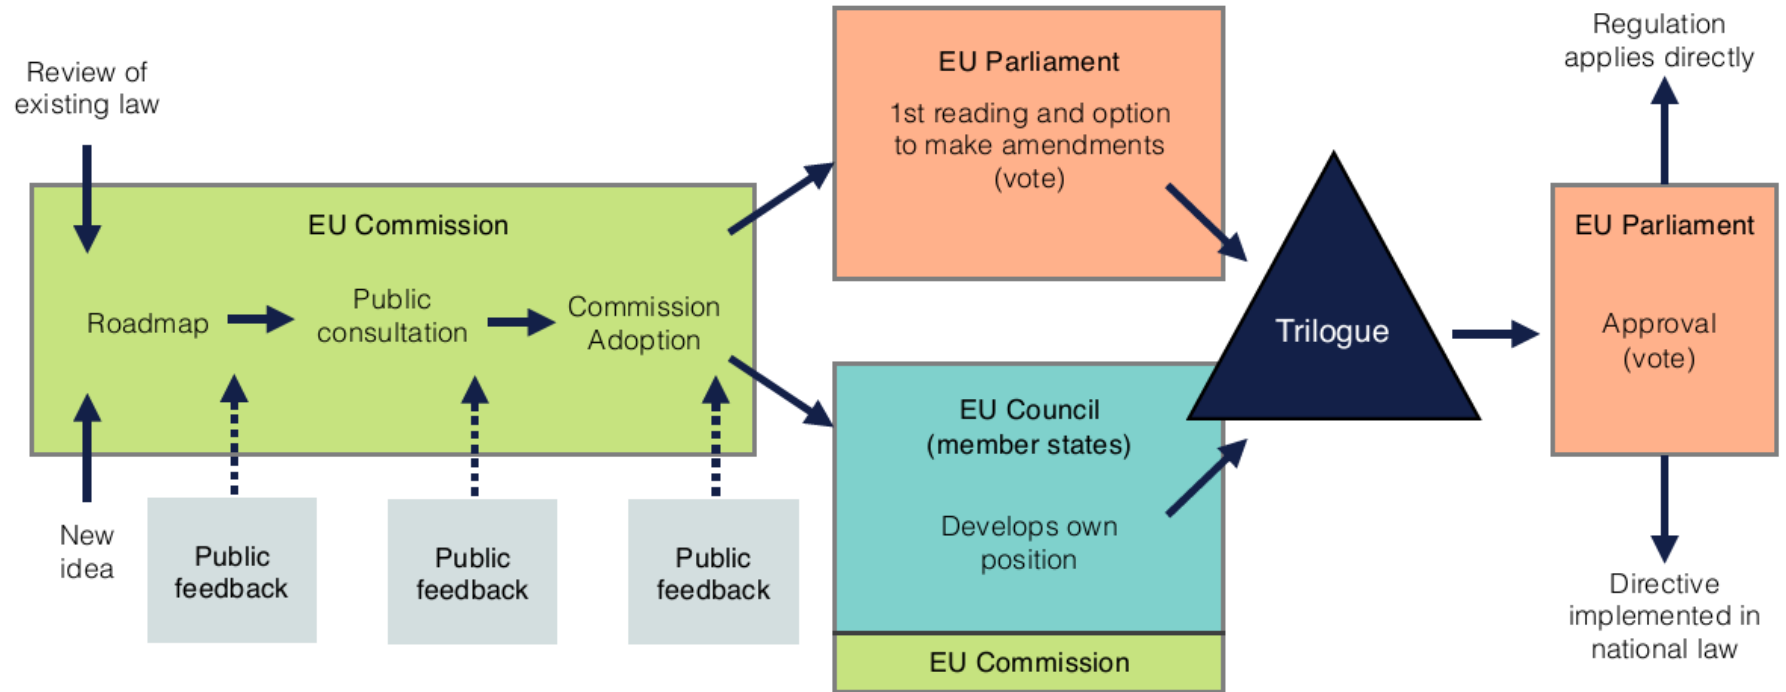 Review of
existing law
EU Commission
Roadmap
Public
consultation
Commission
Adoption
New
idea
Public
feedback
Public
feedback
Public
feedback
EU Parliament
1st reading and option
to make amendments
(vote)
EU Council
(member states)
Develops own
position
EU Commission
Trilogue
EU Parliament
Approval
(vote)
Regulation
applies directly
Directive
implemented in
national law